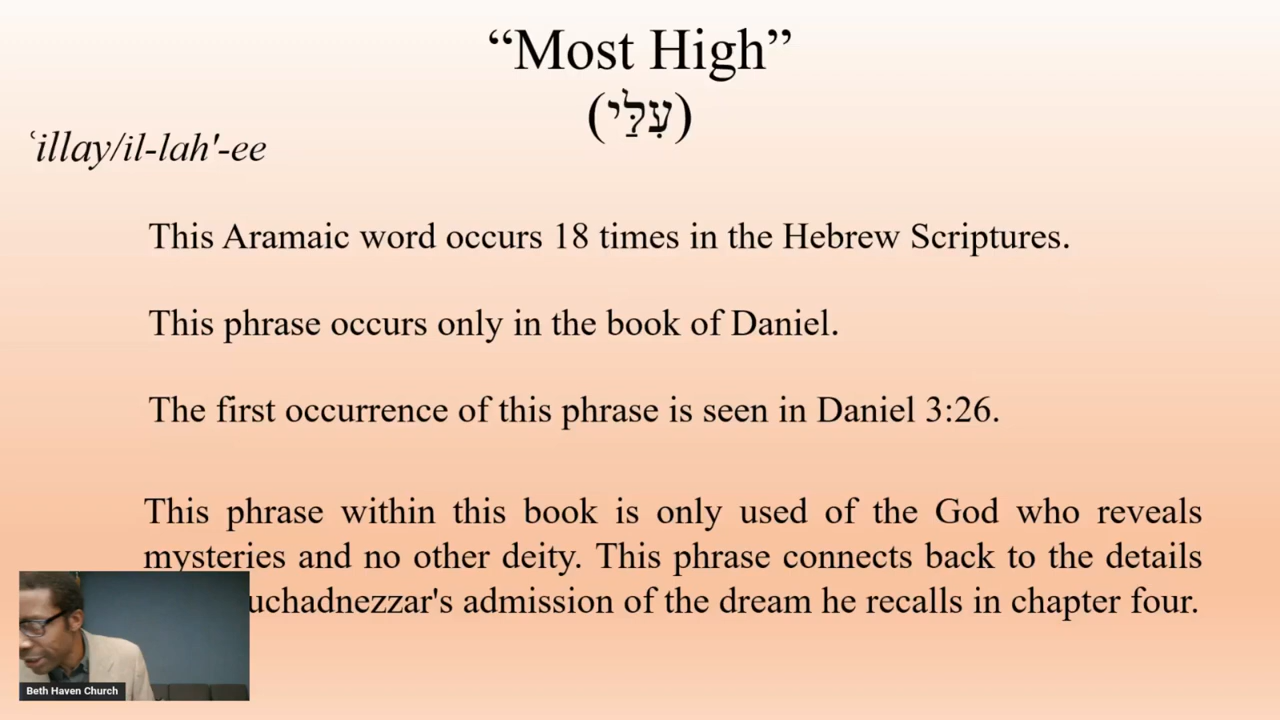 “Most High”
(עִלַּי)
ʿillay/il-lah'-ee
This Aramaic word occurs 18 times in the Hebrew Scriptures.
This phrase occurs only in the book of Daniel.
The first occurrence of this phrase is seen in Daniel 3:26.
This phrase within this book is only used of the God who reveals
mysteries and no other deity. This phrase connects back to the details
uchadnezzar's admission of the dream he recalls in chapter four.
Beth Haven Church